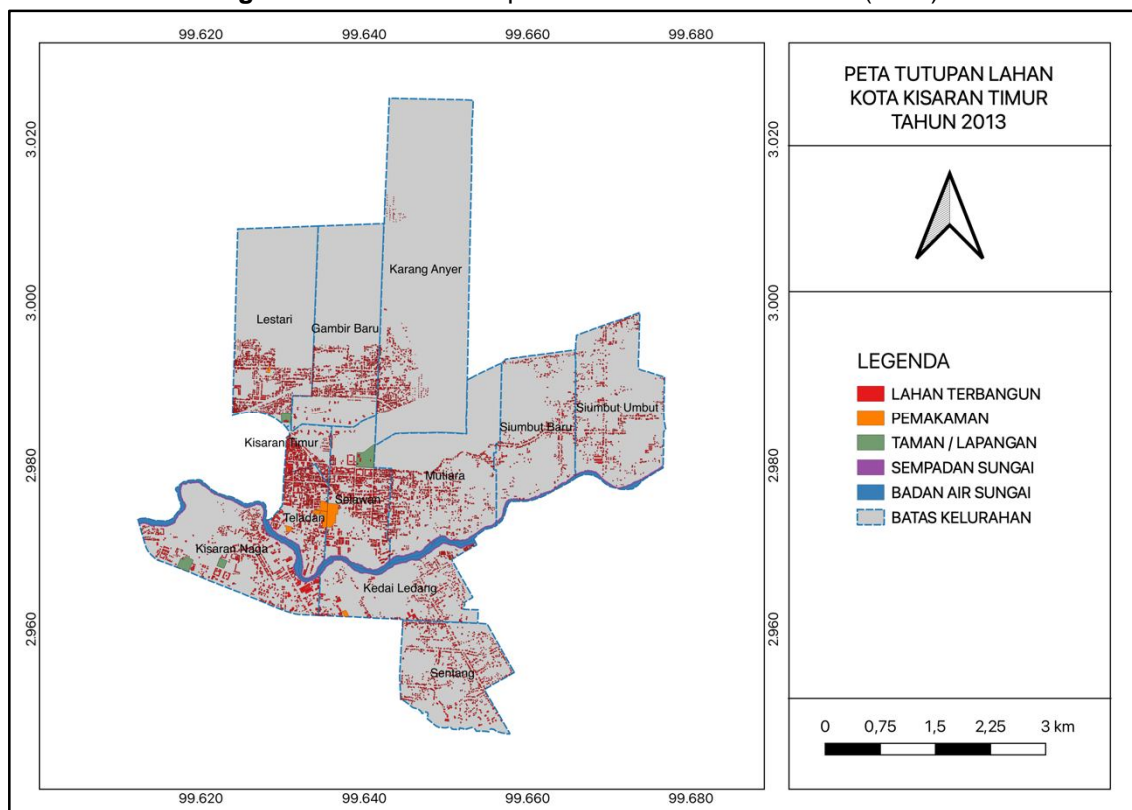 99.620 99.640 99.660 99.680
3.020
3.000
2.980
2.960
3.020
3.000
2.980
2.960
Karang Anyer
Lestari
Gambir Baru
Siumbut Umbut
Siumbut Baru
Kisaran Timur
Mutiara
Selawan
Teladan
Kisaran Naga
Kedai Ledang
Sentang
99.620 99.640 99.660 99.680
PETA TUTUPAN LAHAN
KOTA KISARAN TIMUR
TAHUN 2013
LEGENDA
LAHAN TERBANGUN
PEMAKAMAN
TAMAN / LAPANGAN
SEMPADAN SUNGAI
BADAN AIR SUNGAI
BATAS KELURAHAN
0 0,75 1,5 2,25 3 km